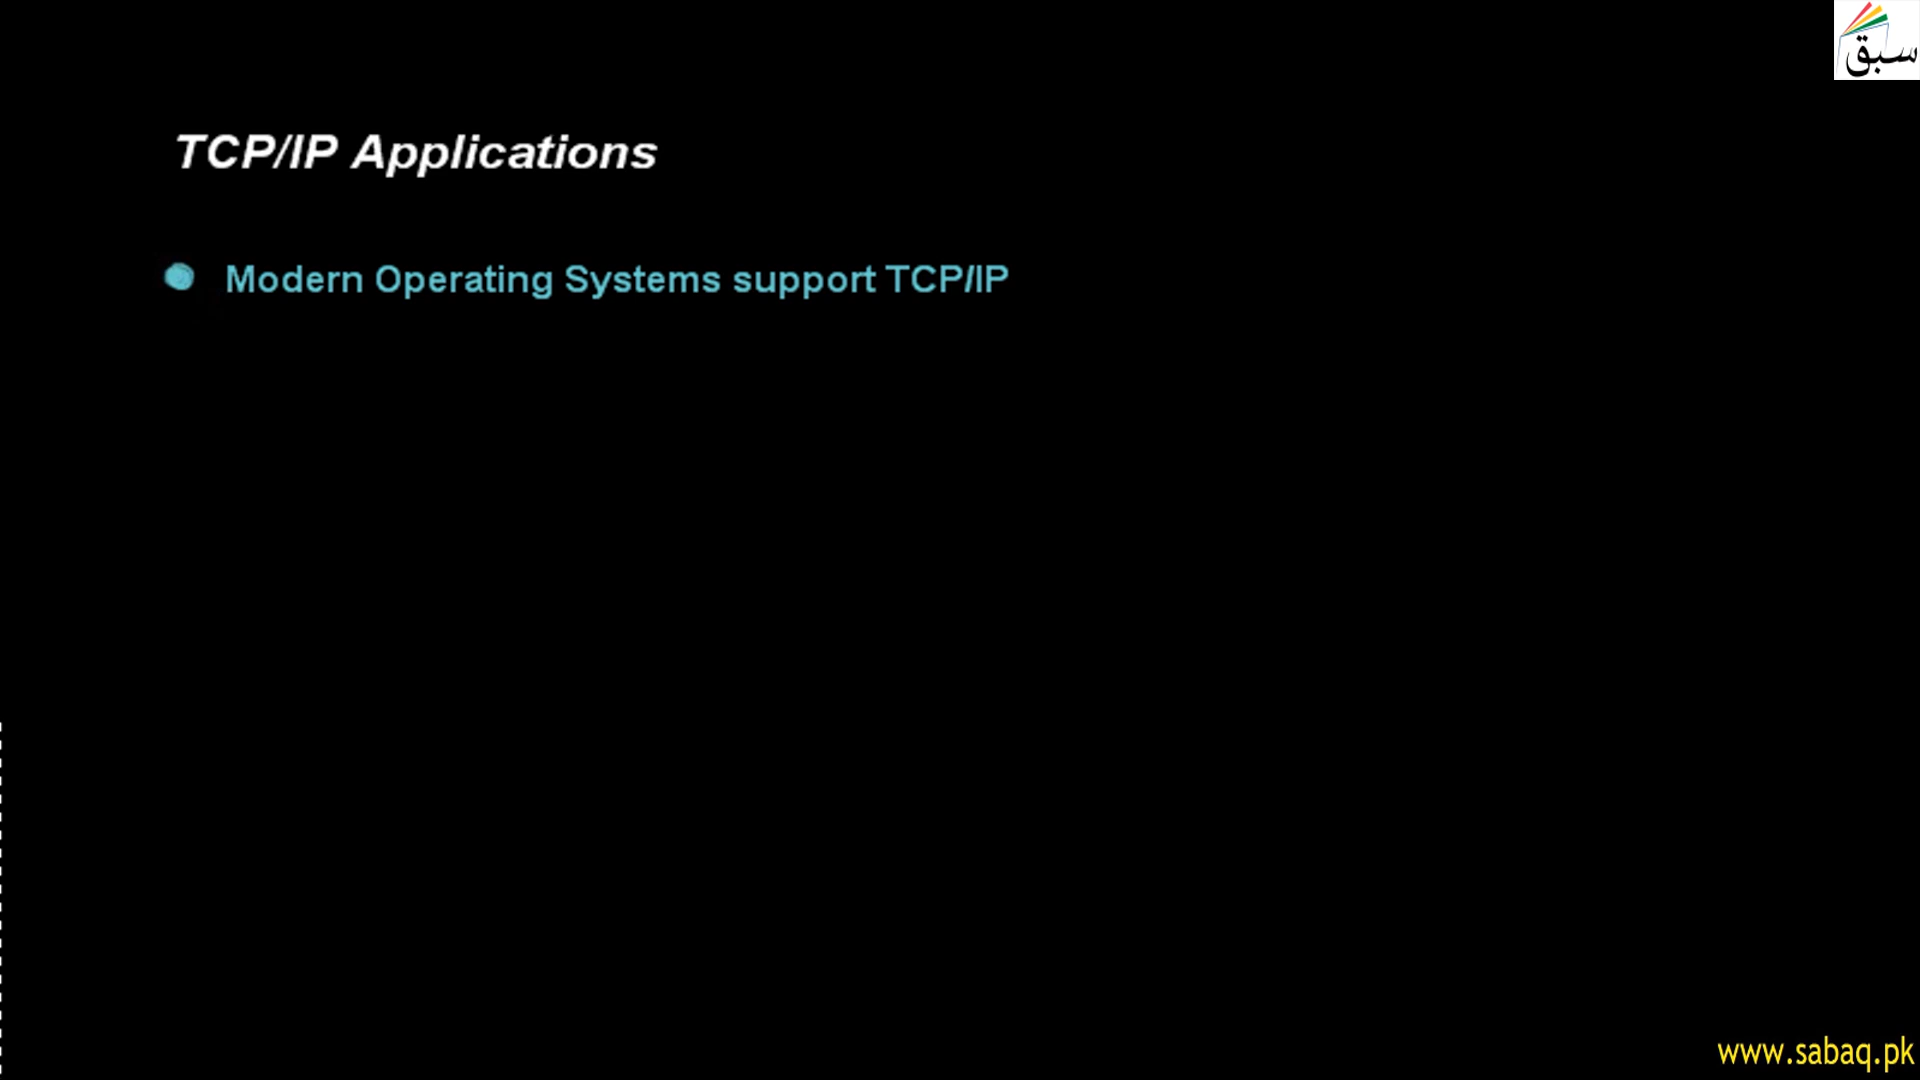 سبق
TCP/IP Applications
Modern Operating Systems support TCP/IP
www.sabaq.pk